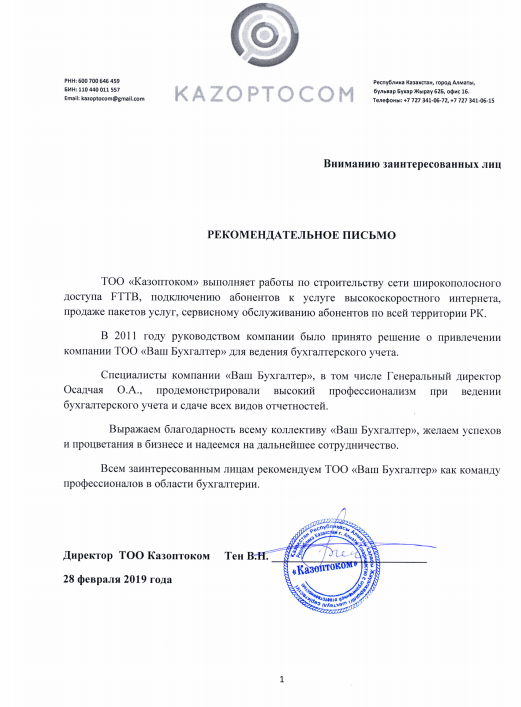 РНН: 600 700 646 459
БИН: 110 440 011 557
Email: kazoptocom@gmail.com
KAZOPTOCOM
Республика Казахстан, город Алматы,
бульвар Бухар Жырау 62Б, офис 16.
Телефоны: +7 727 341-06-72, +7 727 341-06-15
Вниманию заинтересованных лиц
РЕКОМЕНДАТЕЛЬНОЕ ПИСЬМО
ТОО «Казоптоком» выполняет работы по строительству сети широкополосного
доступа FTTB, подключению абонентов к услуге высокоскоростного интернета,
продаже пакетов услуг, сервисному обслуживанию абонентов по всей территории РК.
В 2011 году руководством компании было принято решение о привлечении
компании ТОО «Ваш Бухгалтер» для ведения бухгалтерского учета.
Специалисты компании «Ваш Бухгалтер», в том числе Генеральный директор
Осадчая О.А., продемонстрировали высокий профессионализм при ведении
бухгалтерского учета и сдаче всех видов отчетностей.
Выражаем благодарность всему коллективу «Ваш Бухгалтер», желаем успехов
и процветания в бизнесе и надеемся на дальнейшее сотрудничество.
Всем заинтересованным лицам рекомендуем ТОО «Ваш Бухгалтер» как команду
профессионалов в области бухгалтерии.
Директор ТОО Казоптоком Тен В.Н.
«Казоптоком»
28 февраля 2019 года
1